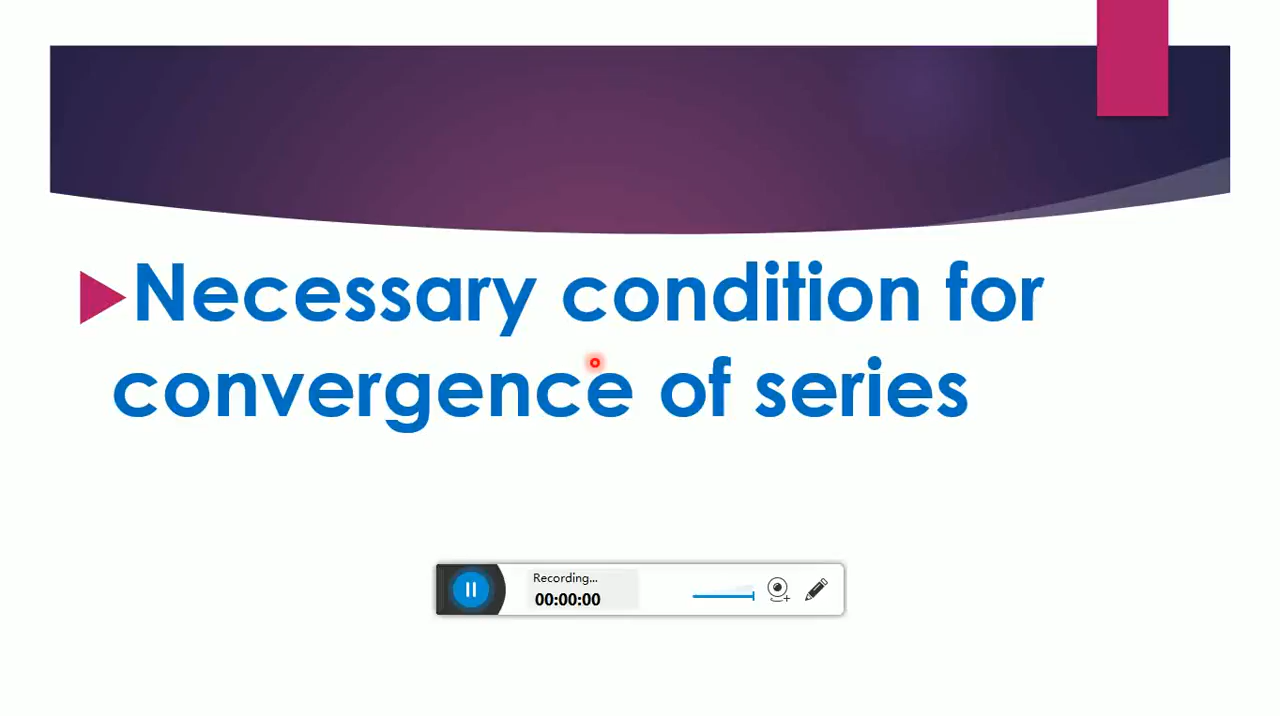 Necessary condition for
convergence of series
Recording...
00:00:00